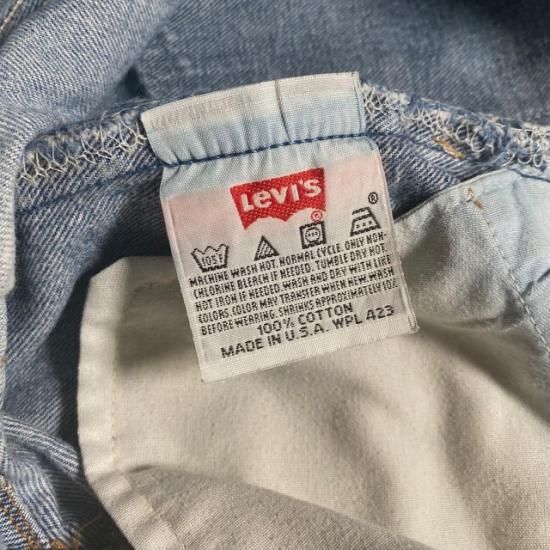 LEVI'S
®
105F
MACHINE WASH HOT. NORMAL CYCLE. ONLY NON-
CHLORINE BLEACH IF NEEDED. TUMBLE DRY HOT.
HOT IRON IF NEEDED. WASH AND DRY WITH LIKE
COLORS. COLOR MAY TRANSFER WHEN NEW. WASH
BEFORE WEARING. SHRINKS APPROXIMATELY 10%
100% COTTON
MADE IN U.S.A. WPL 423